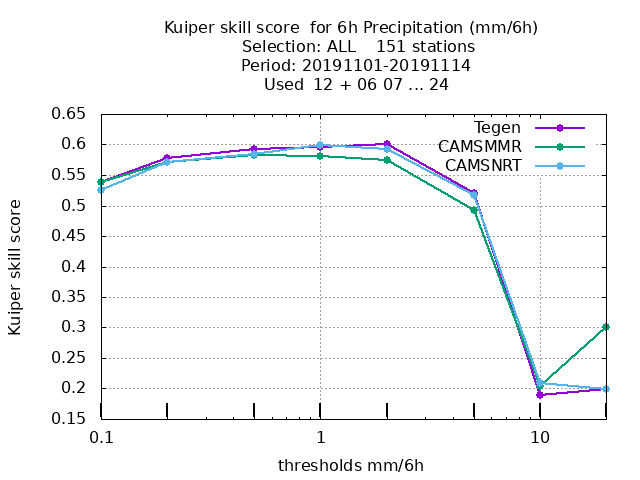 Kuiper skill score  for 6h Precipitation (mm/6h)
Selection: ALL    151 stations
Period: 20191101-20191114
Used  12 + 06 07 ... 24
Tegen
CAMSMMR
CAMSNRT
Kuiper skill score
0.65
0.6
0.55
0.5
0.45
0.4
0.35
0.3
0.25
0.2
0.15
0.1 1 10
thresholds mm/6h